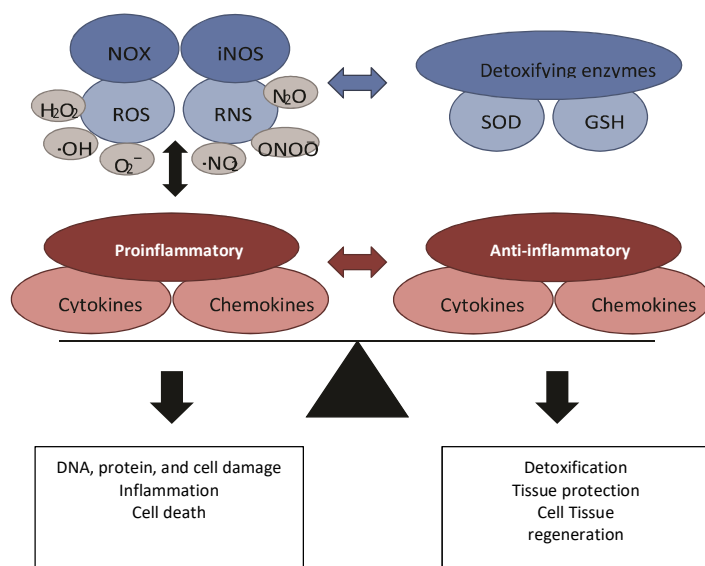 NOX
iNOS
Detoxifying enzymes
H₂O₂
ROS
RNS
N₂O
SOD
GSH
·OH
O₂⁻
·NO₂
ONOO⁻
Proinflammatory
Anti-inflammatory
Cytokines
Chemokines
Cytokines
Chemokines
DNA, protein, and cell damage
Inflammation
Cell death
Detoxification
Tissue protection
Cell Tissue
regeneration